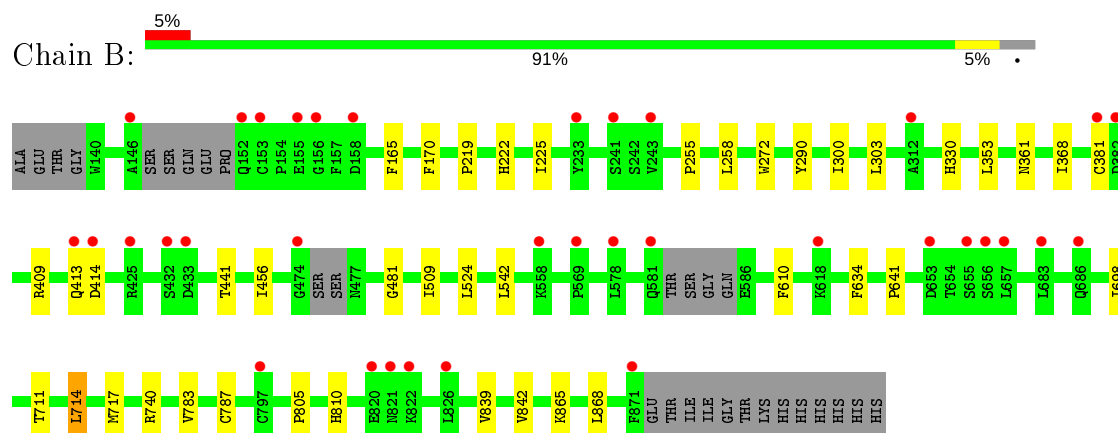 5%
Chain B:
91% 5% •
ALA GLU THR GLY W140 A146 SER SER GLN GLU PRO Q152 C153 P154 E155 G156 F157 D158 F165 F170 P219 H222 I225 Y233 S241 S242 V243 P255 L258 W272 Y290 I300 L303 A312 H330 L353 N361 I368 C381 D382
R409 Q413 D414 R425 S432 D433 T441 I456 G474 SER SER N477 G481 I509 L524 L542 K558 P569 L578 Q581 THR SER GLY GLN E586 F610 K618 F634 P641 D653 T654 S655 S656 L657 L683 Q686 I698
T711 L714 M717 R740 V783 C787 C797 P805 H810 E820 N821 K822 L826 V839 V842 K865 L868 F871 GLU THR ILE ILE GLY THR LYS HIS HIS HIS HIS HIS HIS